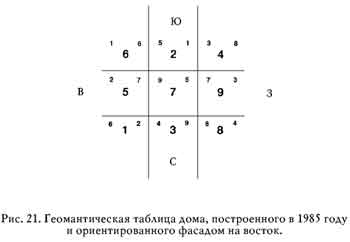 Ю
1 6 5 1 3 8
6 2 4
2 7 9 5 7 3
В 5 7 9 З
6 2 4 9 8 4
1 3 8
С
Рис. 21. Геомантическая таблица дома, построенного в 1985 году
и ориентированного фасадом на восток.